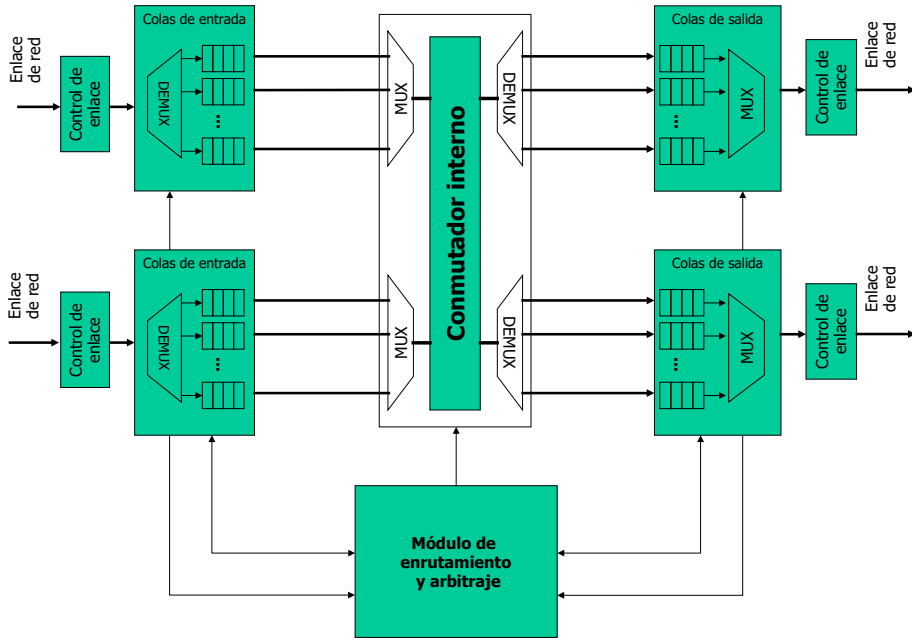 Enlace
de red
Control de
enlace
Colas de entrada
DEMUX
...
MUX
Conmutador interno
DEMUX
Colas de salida
...
MUX
Control de
enlace
Enlace
de red
Enlace
de red
Control de
enlace
Colas de entrada
DEMUX
...
MUX
DEMUX
Colas de salida
...
MUX
Control de
enlace
Enlace
de red
Módulo de
enrutamiento
y arbitraje